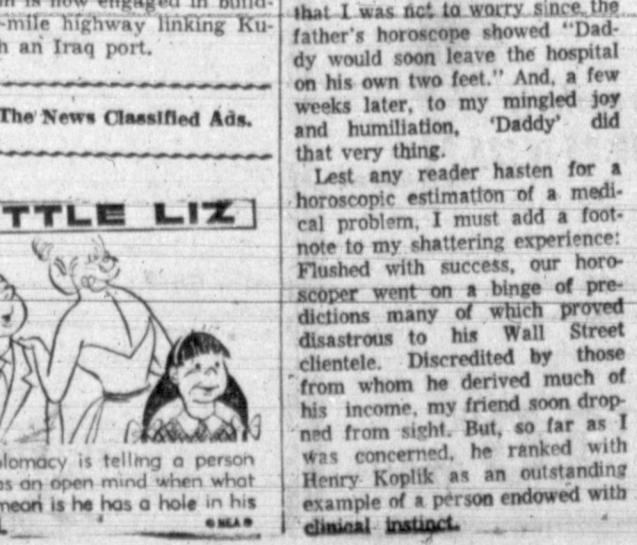 is now engaged in build-
-mile highway linking Ku-
h an Iraq port.
The News Classified Ads.
TTLE LIZ
plomacy is telling a person
as an open mind when what
mean is he has a hole in his
© NEA ®
that I was not to worry since the
father's horoscope showed "Dad-
dy would soon leave the hospital
on his own two feet." And, a few
weeks later, to my mingled joy
and humiliation, 'Daddy' did
that very thing.
Lest any reader hasten for a
horoscopic estimation of a medi-
cal problem, I must add a foot-
note to my shattering experience:
Flushed with success, our horo-
scoper went on a binge of pre-
dictions many of which proved
disastrous to his Wall Street
clientele. Discredited by those
from whom he derived much of
his income, my friend soon drop-
ped from sight. But, so far as I
was concerned, he ranked with
Henry Koplik as an outstanding
example of a person endowed with
clinical instinct.